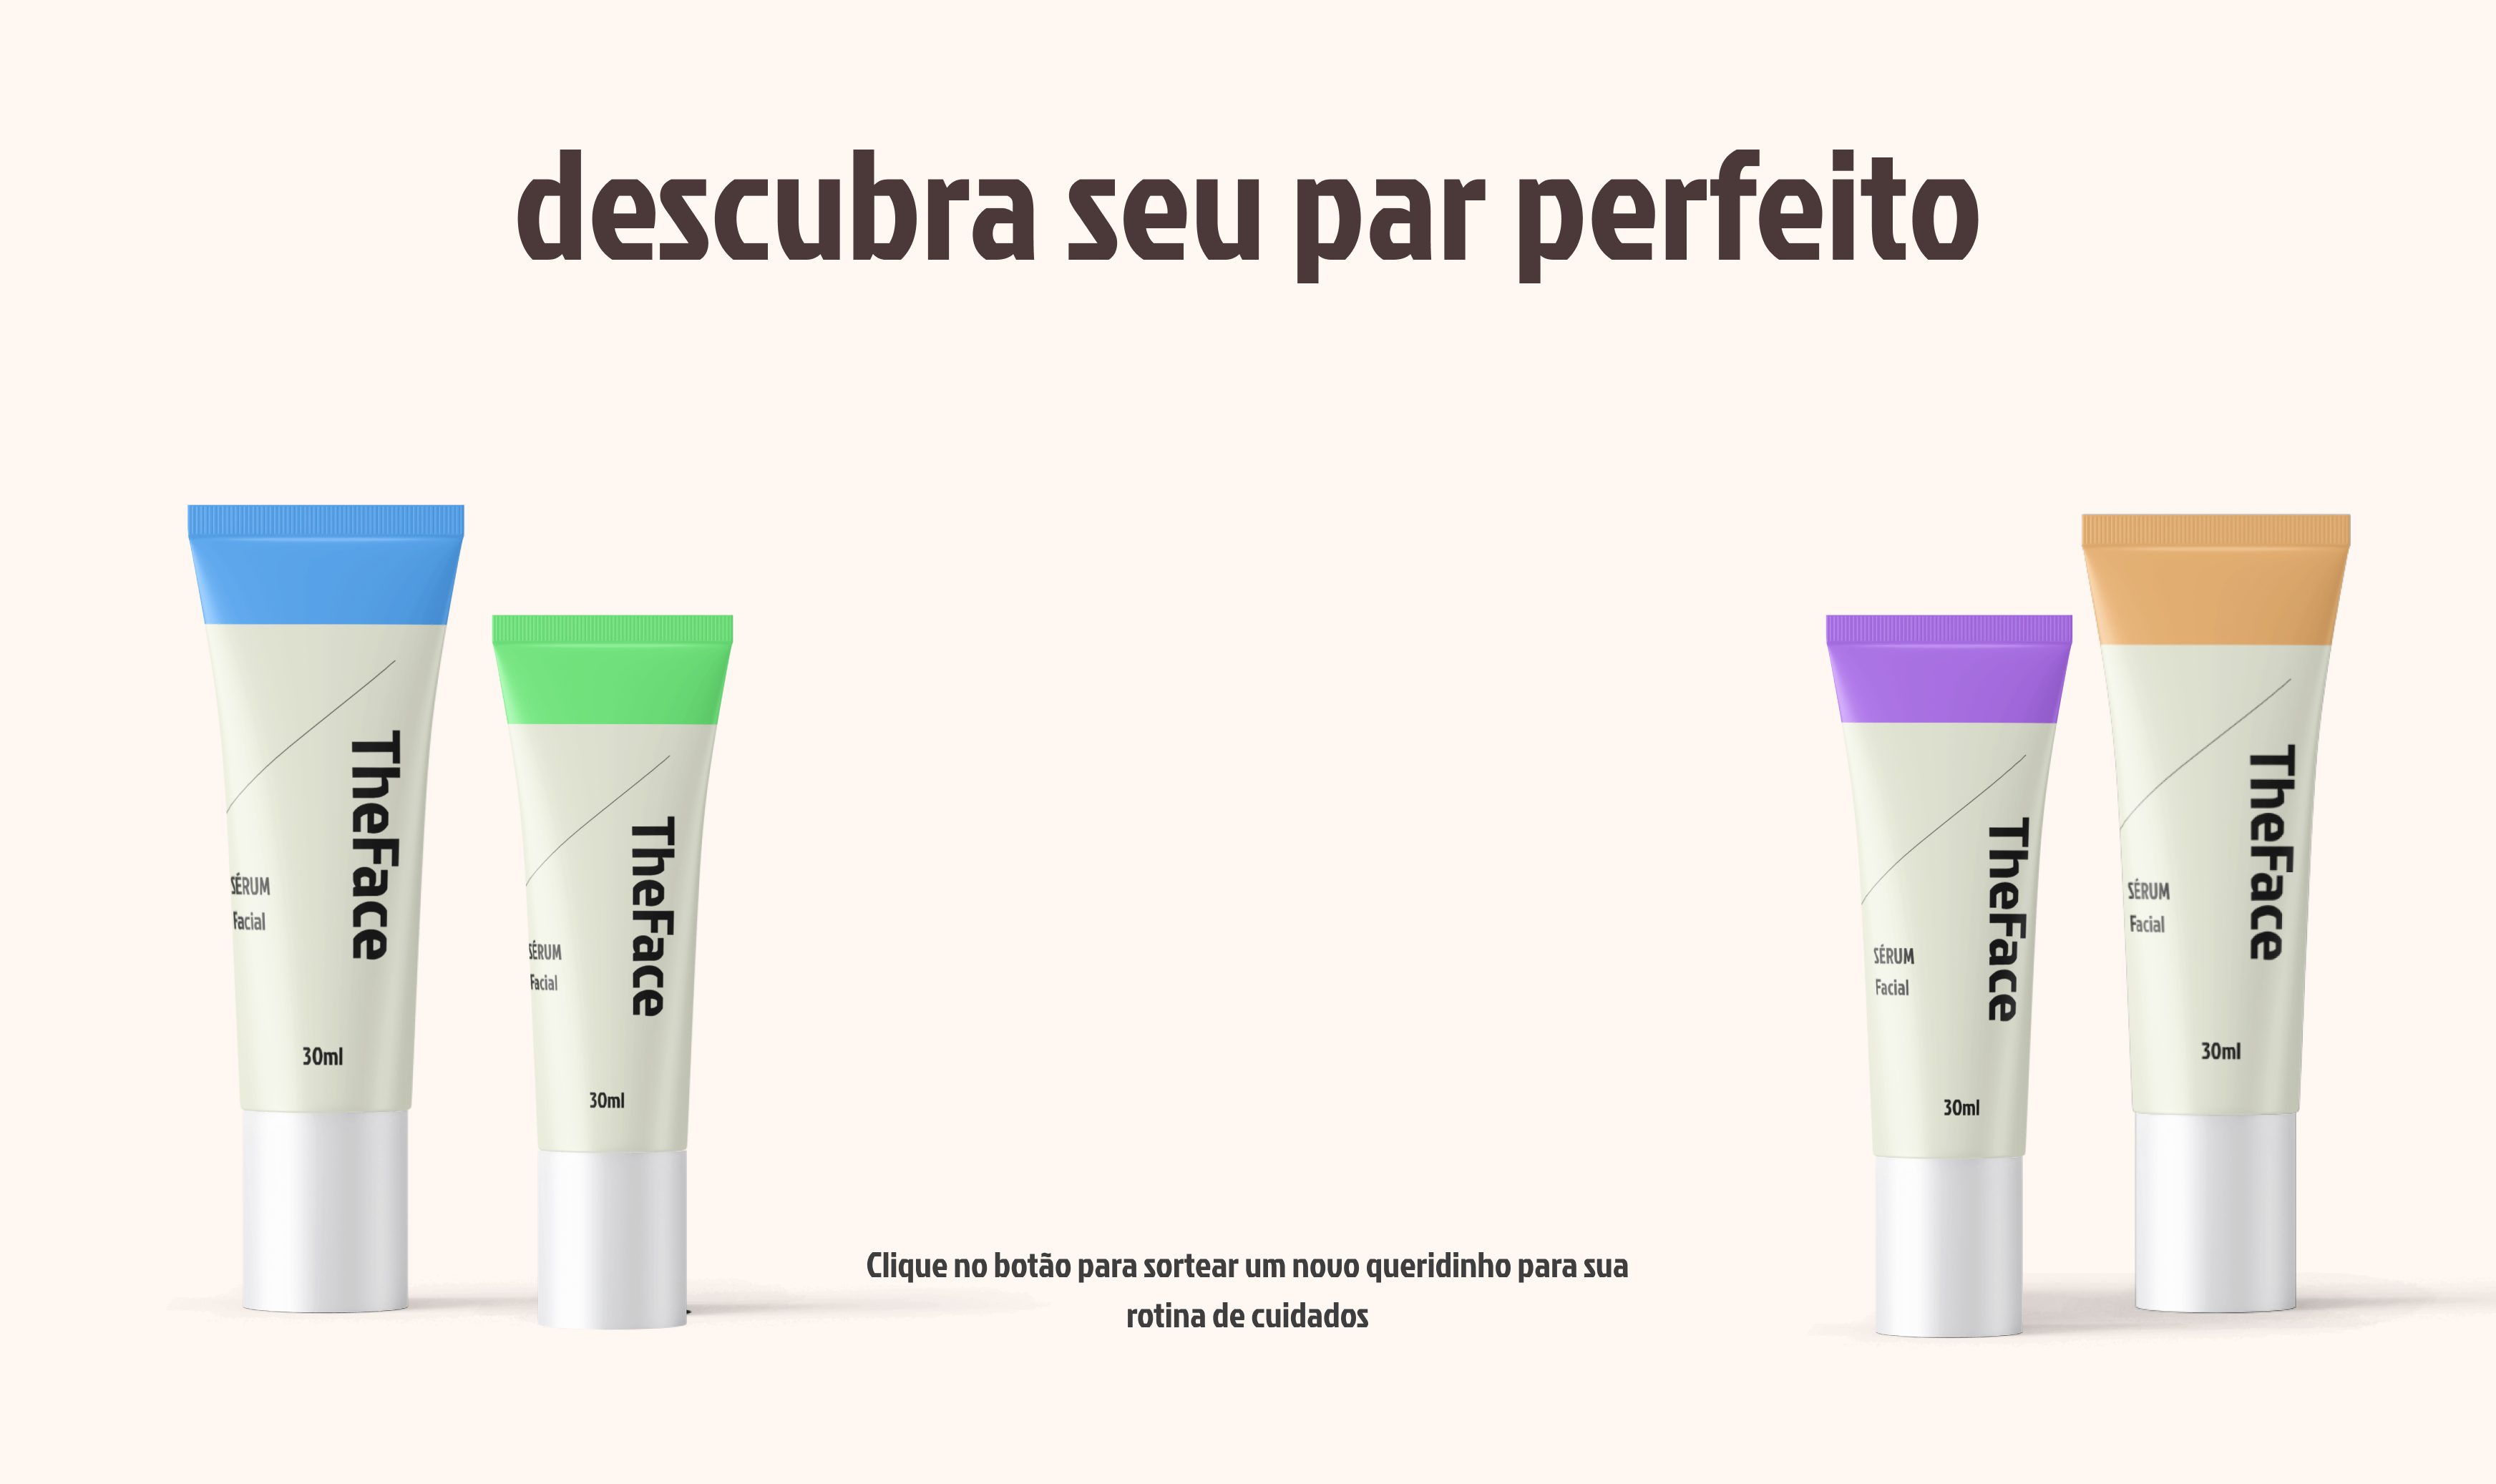 descubra seu par perfeito
TheFace
SÉRUM
Facial
30ml
TheFace
SÉRUM
Facial
30ml
Clique no botão para sortear um novo queridinho para sua
rotina de cuidados
TheFace
SÉRUM
Facial
30ml
TheFace
SÉRUM
Facial
30ml